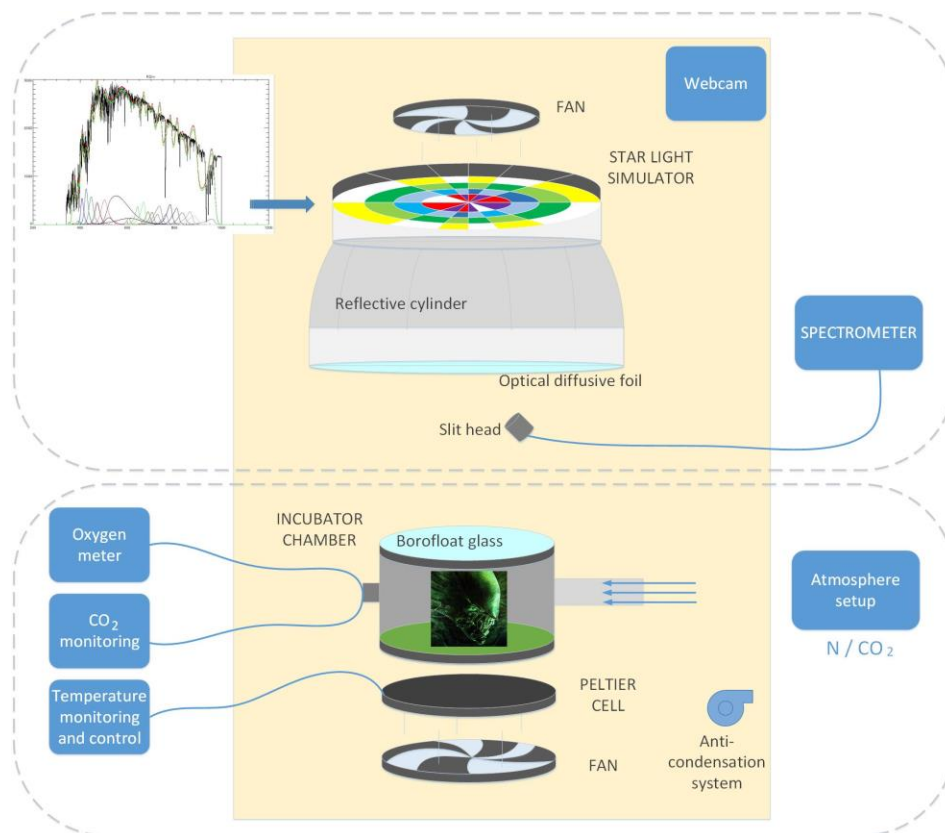 Webcam
FAN
STAR LIGHT
SIMULATOR
Reflective cylinder
SPECTROMETER
Optical diffusive foil
Slit head
INCUBATOR
CHAMBER
Borofloat glass
Oxygen
meter
Atmosphere
setup
CO2
monitoring
N / CO2
Temperature
monitoring
and control
PELTIER
CELL
FAN
Anti-
condensation
system